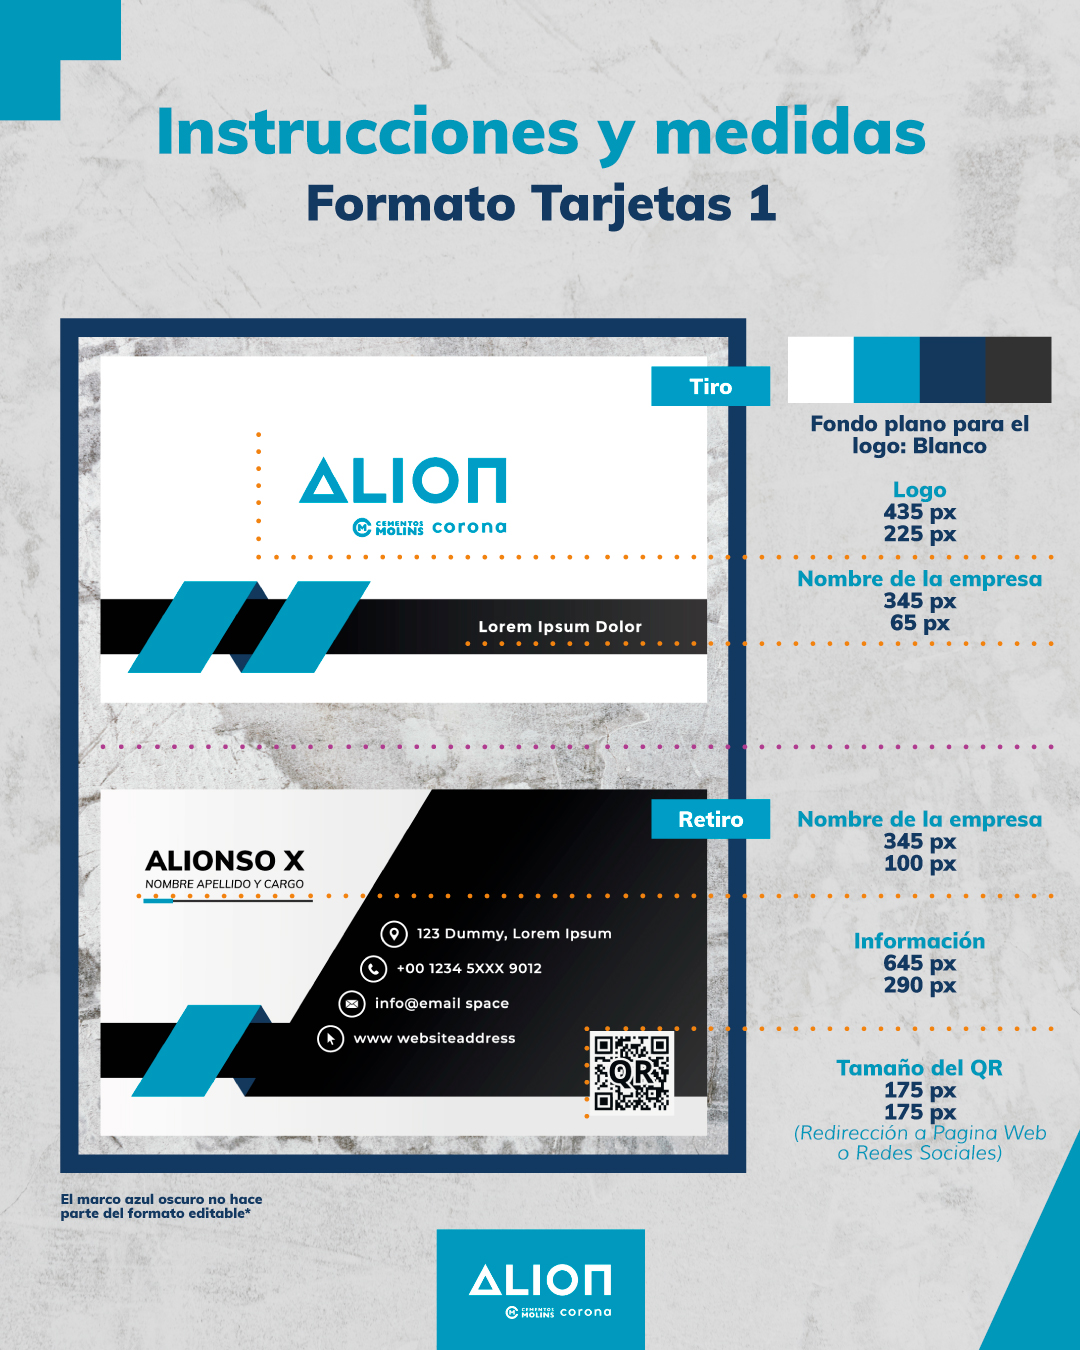 Instrucciones y medidas
Formato Tarjetas 1
Tiro
ALION
CEMENTOS
MOLINS
corona
Lorem Ipsum Dolor
Fondo plano para el
logo: Blanco
Logo
435 px
225 px
Nombre de la empresa
345 px
65 px
Retiro
ALIONSO X
NOMBRE APELLIDO Y CARGO
123 Dummy, Lorem Ipsum
+00 1234 5XXX 9012
info@email space
www websiteaddress
QR
Nombre de la empresa
345 px
100 px
Información
645 px
290 px
Tamaño del QR
175 px
175 px
(Redirección a Pagina Web
o Redes Sociales)
El marco azul oscuro no hace
parte del formato editable*
ALION
CEMENTOS
MOLINS
corona